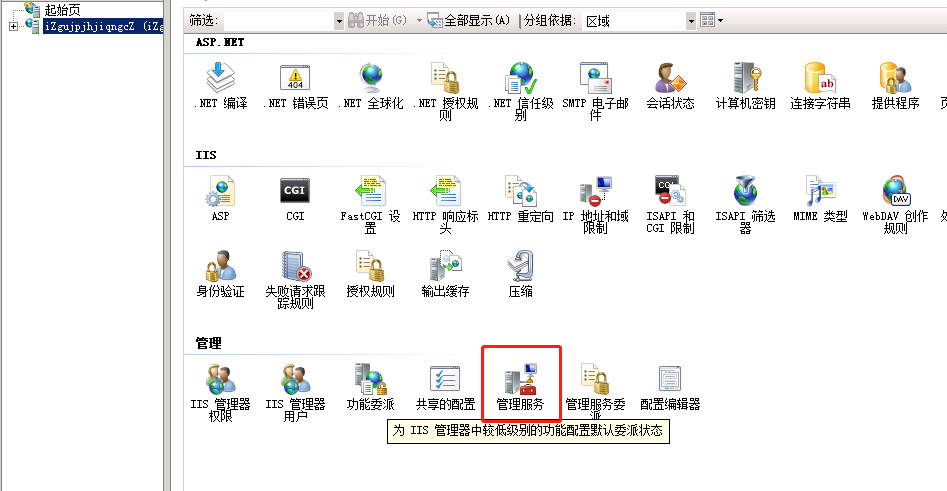 起始页
iZgujpjhjiqngcZ (iZg
筛选:
开始(G)
全部显示(A)
分组依据:
区域
ASP.NET
.NET 编译
.NET 错误页
.NET 全球化
.NET 授权规
则
.NET 信任级
别
SMTP 电子邮
件
会话状态
计算机密钥
连接字符串
提供程序
IIS
ASP
CGI
FastCGI 设
置
HTTP 响应标
头
HTTP 重定向
IP 地址和域
限制
ISAPI 和
CGI 限制
ISAPI 筛选
器
MIME 类型
WebDAV 创作
规则
身份验证
失败请求跟
踪规则
授权规则
输出缓存
压缩
管理
IIS 管理器
权限
IIS 管理器
用户
功能委派
共享的配置
管理服务
管理服务委
派
配置编辑器
为 IIS 管理器中较低级别的功能配置默认委派状态